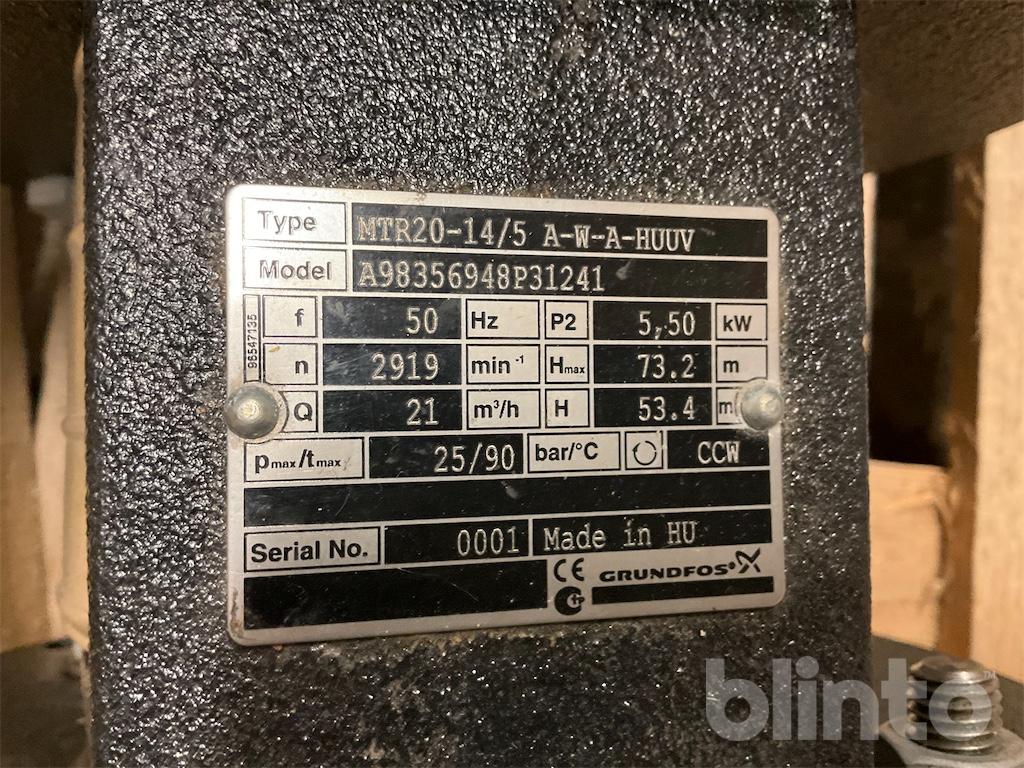 Type MTR20-14/5 A-W-A-HUUV
Model A98356948P31241
f 50 Hz P2 5,50 kW
n 2919 min⁻¹ Hmax 73.2 m
Q 21 m³/h H 53.4 m
pmax/tmax 25/90 bar/°C CCW
98547135
Serial No. 0001 Made in HU
CE GRUNDFOS
blinto™